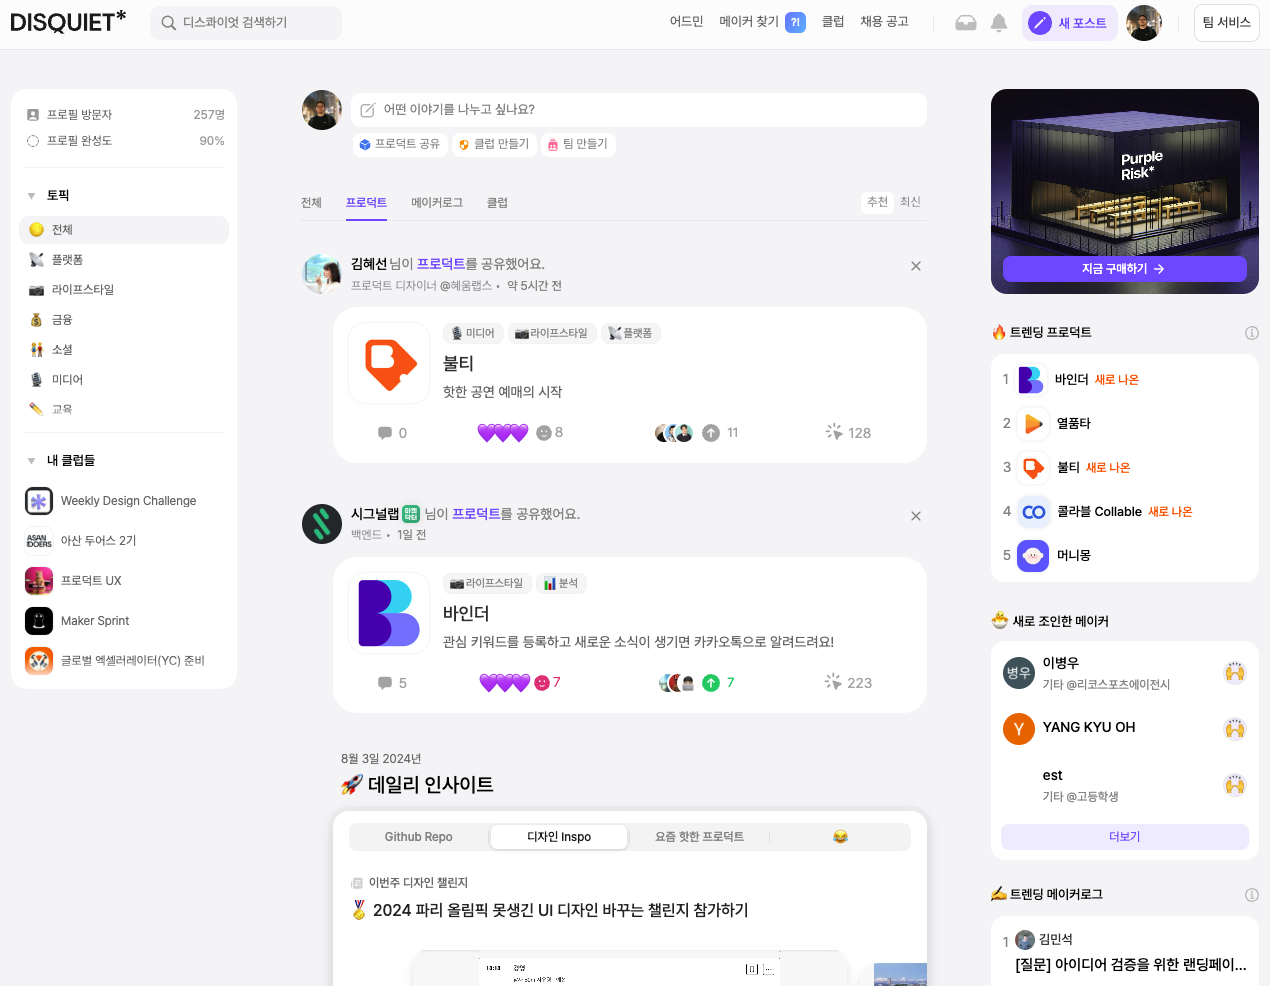 DISQUIET*
디스콰이엇 검색하기
어드민
메이커 찾기
?!
클럽
채용 공고
새 포스트
팀 서비스
프로필 방문자
257명
프로필 완성도
90%
토픽
전체
플랫폼
라이프스타일
금융
소셜
미디어
교육
내 클럽들
Weekly Design Challenge
아산 두어스 2기
프로덕트 UX
Maker Sprint
글로벌 엑셀러레이터(YC) 준비
어떤 이야기를 나누고 싶나요?
프로덕트 공유
클럽 만들기
팀 만들기
전체
프로덕트
메이커로그
클럽
추천
최신
김혜선 님이 프로덕트를 공유했어요.
프로덕트 디자이너 @혜움랩스 • 약 5시간 전
미디어
라이프스타일
플랫폼
불티
핫한 공연 예매의 시작
0
8
11
128
시그널랩 님이 프로덕트를 공유했어요.
백엔드 • 1일 전
라이프스타일
분석
바인더
관심 키워드를 등록하고 새로운 소식이 생기면 카카오톡으로 알려드려요!
5
7
7
223
8월 3일 2024년
데일리 인사이트
Github Repo
디자인 Inspo
요즘 핫한 프로덕트
이번주 디자인 챌린지
2024 파리 올림픽 못생긴 UI 디자인 바꾸는 챌린지 참가하기
Purple
Risk*
지금 구매하기 →
트렌딩 프로덕트
1 바인더 새로 나온
2 열품타
3 불티 새로 나온
4 콜라블 Collable 새로 나온
5 머니몽
새로 조인한 메이커
병우
이병우
기타 @리코스포츠에이전시
Y
YANG KYU OH
est
기타 @고등학생
더보기
트렌딩 메이커로그
1 김민석
[질문] 아이디어 검증을 위한 랜딩페이...